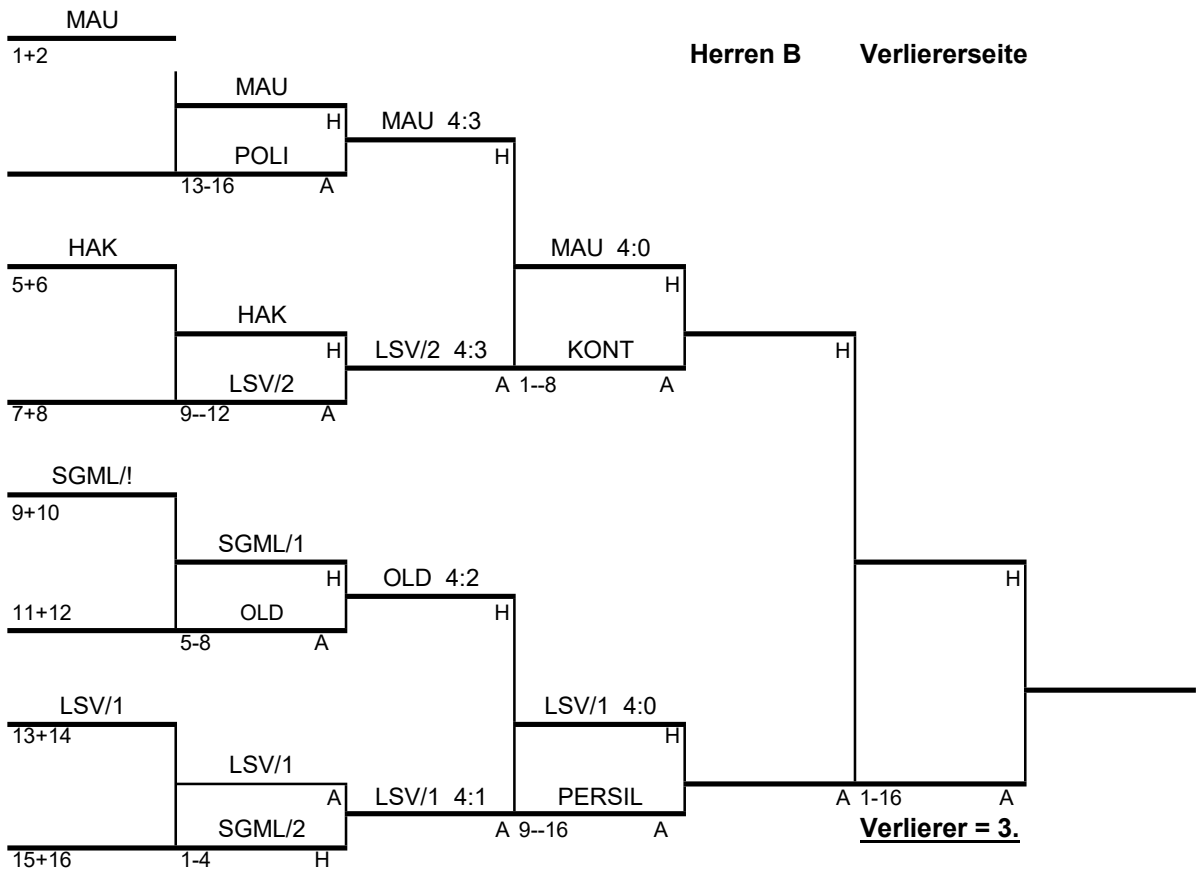 MAU
1+2
Herren B Verliererseite
MAU
H
MAU 4:3
POLI
H
13-16 A
HAK
MAU 4:0
5+6
H
HAK
H
LSV/2 4:3
KONT
H
LSV/2
A 1--8 A
7+8
9--12 A
SGML/!
9+10
SGML/1
H
OLD 4:2
H
11+12
OLD
H
5-8 A
LSV/1
LSV/1 4:0
13+14
H
LSV/1
A
LSV/1 4:1
PERSIL
A 1-16 A
SGML/2
A 9--16 A
Verlierer = 3.
15+16
1-4 H